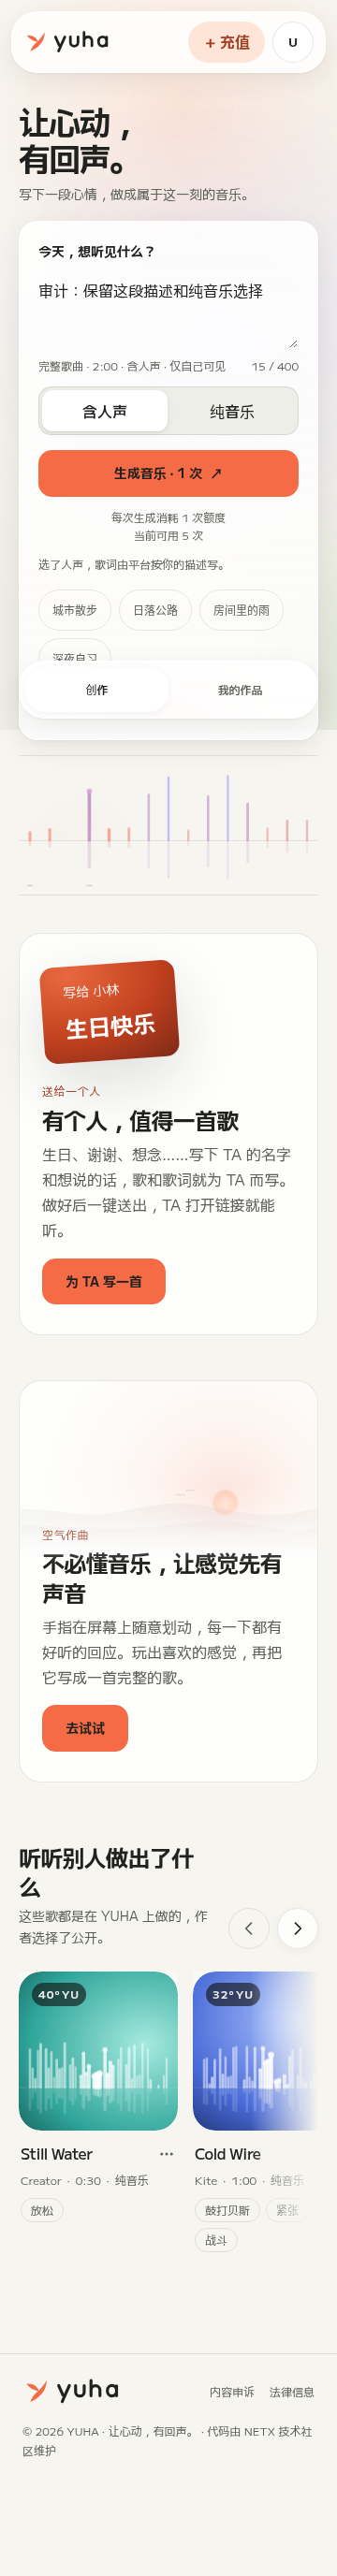 yuha
+ 充值
U
让心动，
有回声。
写下一段心情，做成属于这一刻的音乐。
今天，想听见什么？
审计：保留这段描述和纯音乐选择
完整歌曲 · 2:00 · 含人声 · 仅自己可见
15 / 400
含人声
纯音乐
生成音乐 · 1 次 ↗
每次生成消耗 1 次额度
当前可用 5 次
选了人声，歌词由平台按你的描述写。
城市散步
日落公路
房间里的雨
深夜自习
创作
我的作品
写给 小林
生日快乐
送给一个人
有个人，值得一首歌
生日、谢谢、想念……写下 TA 的名字
和想说的话，歌和歌词就为 TA 而写。
做好后一键送出，TA 打开链接就能
听。
为 TA 写一首
空气作曲
不必懂音乐，让感觉先有
声音
手指在屏幕上随意划动，每一下都有
好听的回应。玩出喜欢的感觉，再把
它写成一首完整的歌。
去试试
听听别人做出了什
么
这些歌都是在 YUHA 上做的，作
者选择了公开。
40° YU
32° YU
Still Water
Cold Wire
Creator · 0:30 · 纯音乐
Kite · 1:00 · 纯音乐
放松
鼓打贝斯
紧张
战斗
yuha
内容申诉
法律信息
© 2026 YUHA · 让心动，有回声。 · 代码由 NETX 技术社
区维护